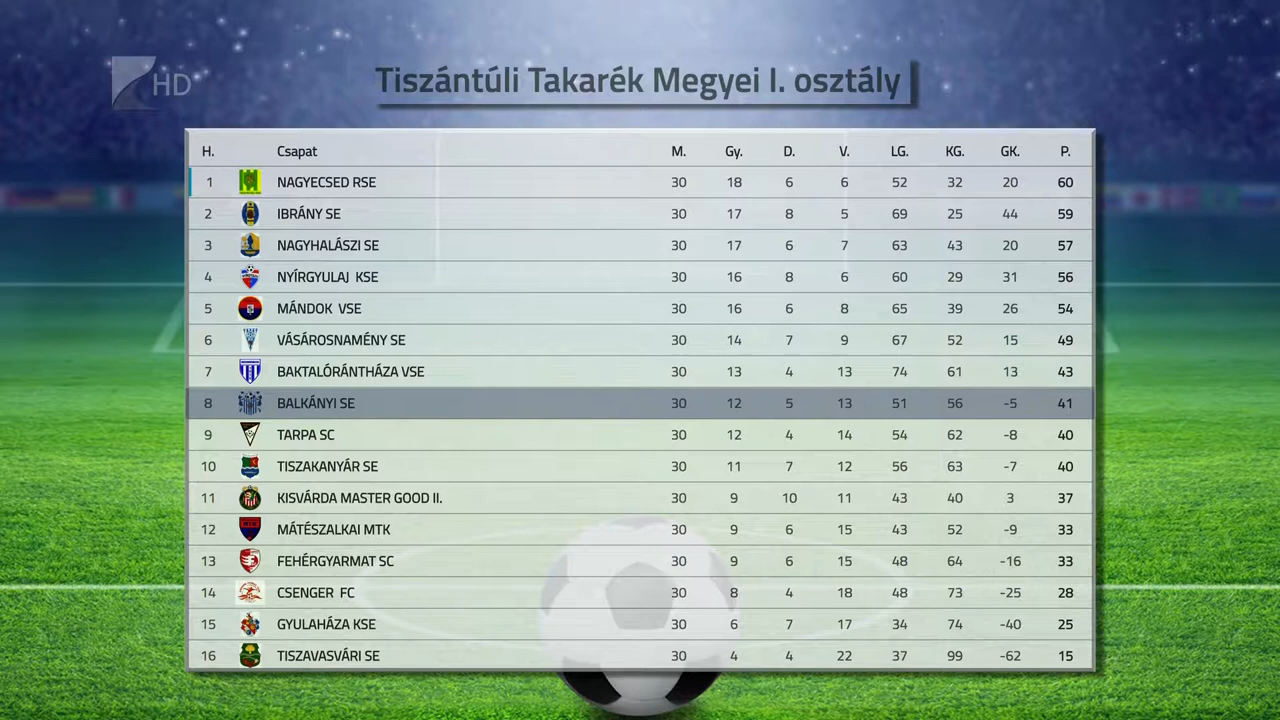 HD
Tiszántúli Takarék Megyei I. osztály
H. Csapat M. Gy. D. V. LG. KG. GK. P.
1 NAGYECSED RSE 30 18 6 6 52 32 20 60
2 IBRÁNY SE 30 17 8 5 69 25 44 59
3 NAGYHALÁSZI SE 30 17 6 7 63 43 20 57
4 NYÍRGYULAJ KSE 30 16 8 6 60 29 31 56
5 MÁNDOK VSE 30 16 6 8 65 39 26 54
6 VÁSÁROSNAMÉNY SE 30 14 7 9 67 52 15 49
7 BAKTALÓRÁNTHÁZA VSE 30 13 4 13 74 61 13 43
8 BALKÁNYI SE 30 12 5 13 51 56 -5 41
9 TARPA SC 30 12 4 14 54 62 -8 40
10 TISZAKANYÁR SE 30 11 7 12 56 63 -7 40
11 KISVÁRDA MASTER GOOD II. 30 9 10 11 43 40 3 37
12 MÁTÉSZALKAI MTK 30 9 6 15 43 52 -9 33
13 FEHÉRGYARMAT SC 30 9 6 15 48 64 -16 33
14 CSENGER FC 30 8 4 18 48 73 -25 28
15 GYULAHÁZA KSE 30 6 7 17 34 74 -40 25
16 TISZAVASVÁRI SE 30 4 4 22 37 99 -62 15